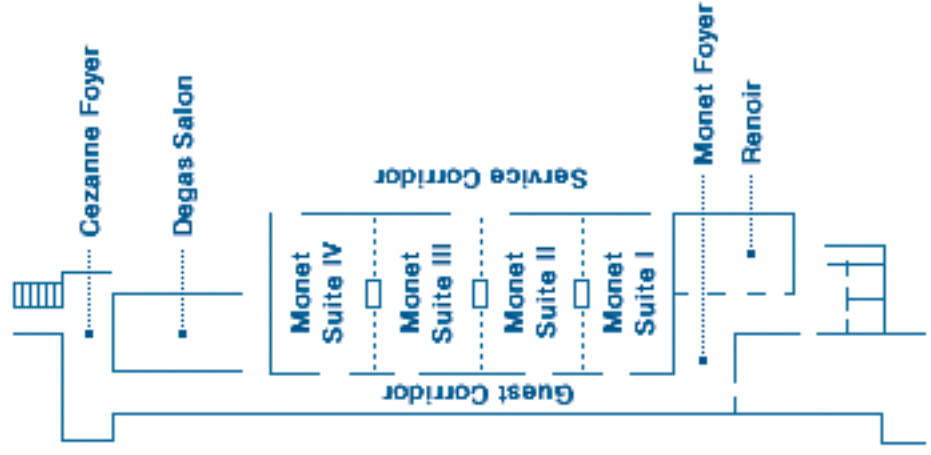 Cezanne Foyer
Degas Salon
Service Corridor
Monet Foyer
Renoir
Monet
Suite IV
Monet
Suite III
Monet
Suite II
Monet
Suite I
Guest Corridor